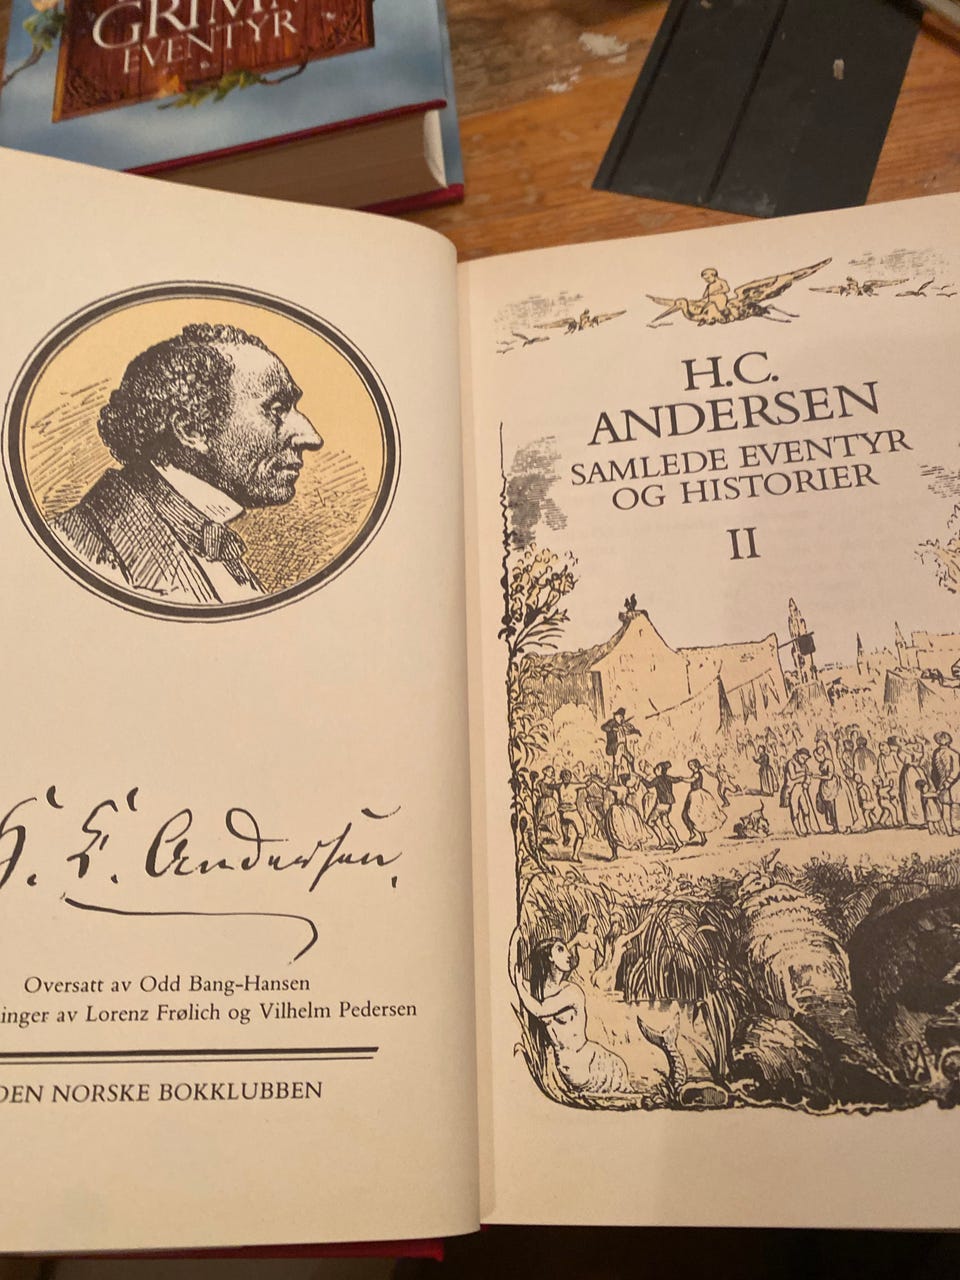 EVENTYR
H. C. Andersen.
Oversatt av Odd Bang-Hansen
av Lorenz Frølich og Vilhelm Pedersen
DEN NORSKE BOKKLUBBEN
H.C.
ANDERSEN
SAMLEDE EVENTYR
OG HISTORIER
II